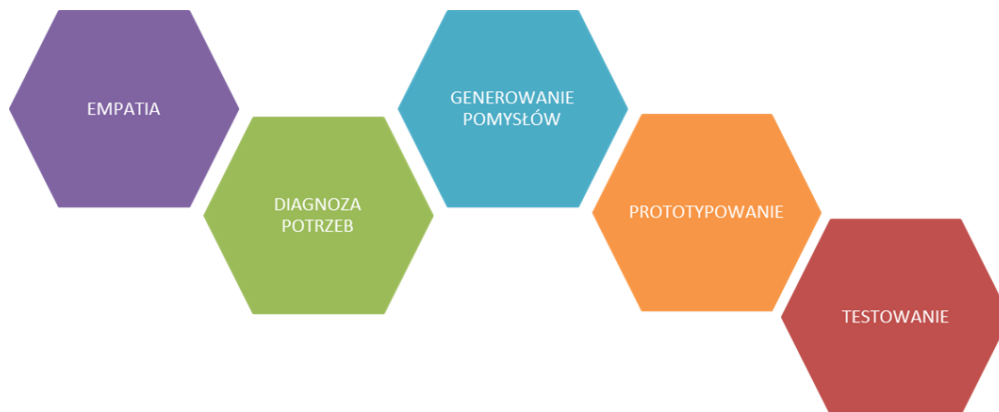 EMPATIA
DIAGNOZA
POTRZEB
GENEROWANIE
POMYSŁÓW
PROTOTYPOWANIE
TESTOWANIE